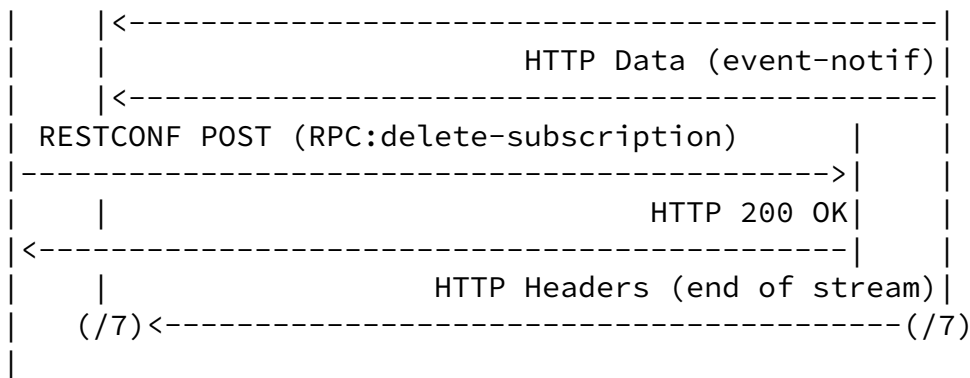 |     |<---------------------------------------------|
|     |                       HTTP Data (event-notif)|
|     |<---------------------------------------------|
| RESTCONF POST (RPC:delete-subscription)      |     |
|--------------------------------------------->|     |
|     |                              HTTP 200 OK|     |
|<---------------------------------------------|     |
|     |                  HTTP Headers (end of stream)|
|   (/7)<-----------------------------------------(/7)
|